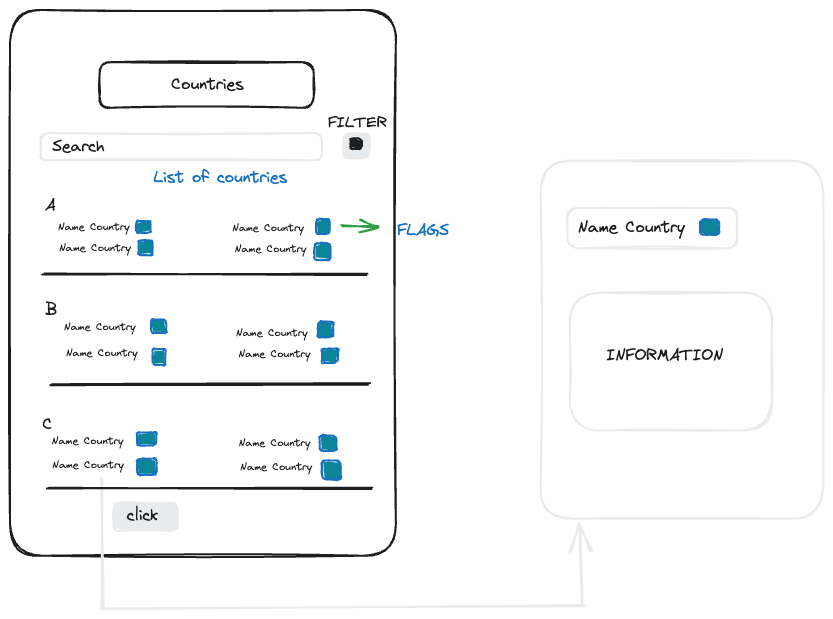 Countries
FILTER
Search
List of countries
A
Name Country
Name Country
FLAGS
Name Country
Name Country
B
Name Country
Name Country
Name Country
Name Country
C
Name Country
Name Country
Name Country
Name Country
click
Name Country
INFORMATION